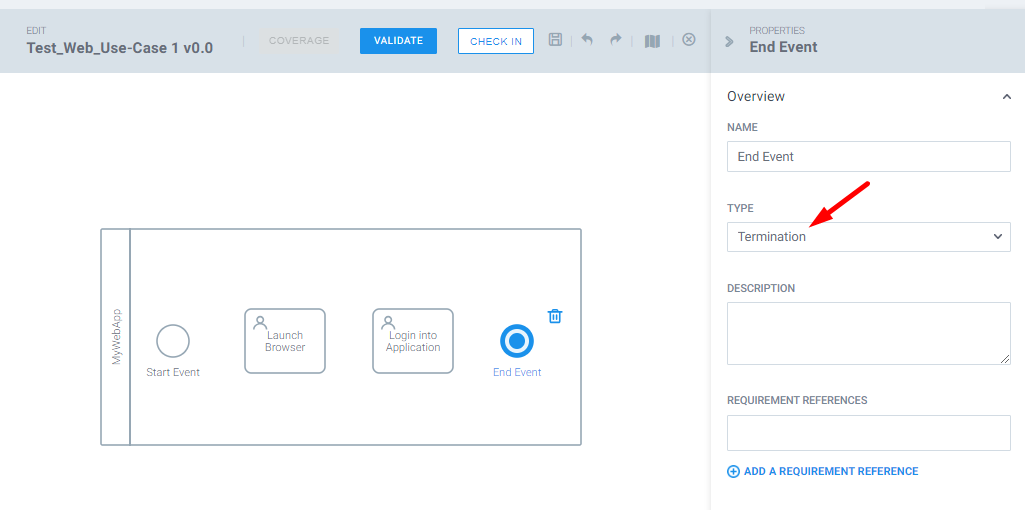 EDIT
Test_Web_Use-Case 1 v0.0
COVERAGE
VALIDATE
CHECK IN
PROPERTIES
End Event
Overview
NAME
End Event
TYPE
Termination
DESCRIPTION
REQUIREMENT REFERENCES
ADD A REQUIREMENT REFERENCE
MyWebApp
Start Event
Launch
Browser
Login into
Application
End Event